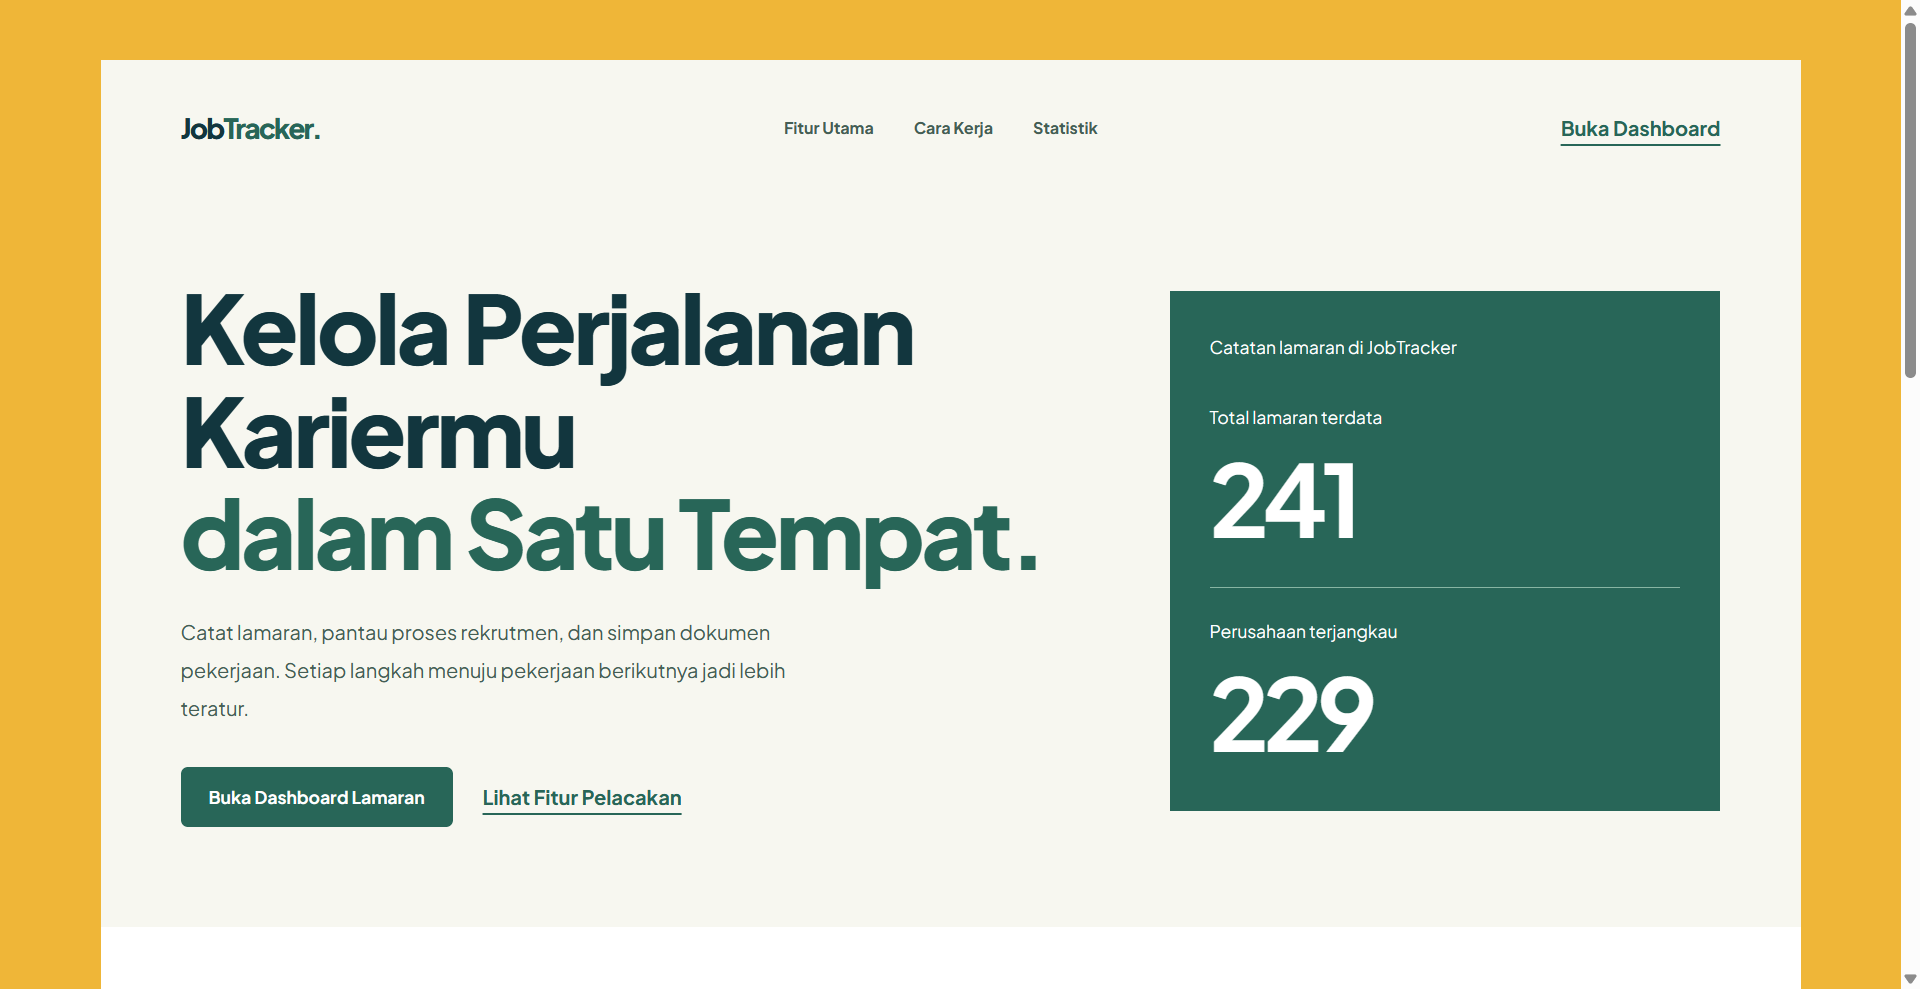 JobTracker.
Fitur Utama
Cara Kerja
Statistik
Buka Dashboard
Kelola Perjalanan
Kariermu
dalam Satu Tempat.
Catat lamaran, pantau proses rekrutmen, dan simpan dokumen
pekerjaan. Setiap langkah menuju pekerjaan berikutnya jadi lebih
teratur.
Buka Dashboard Lamaran
Lihat Fitur Pelacakan
Catatan lamaran di JobTracker
Total lamaran terdata
241
Perusahaan terjangkau
229